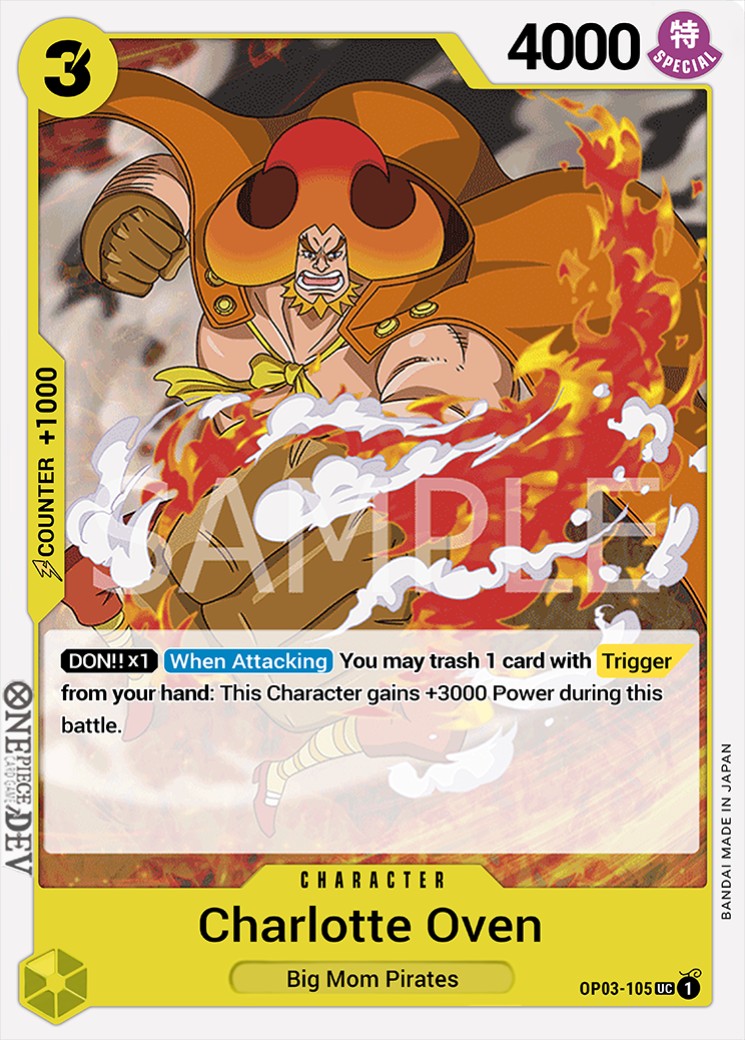 3
4000
特
SPECIAL
COUNTER +1000
SAMPLE
DON!! x1 When Attacking You may trash 1 card with Trigger
from your hand: This Character gains +3000 Power during this
battle.
ONE PIECE
CARD GAME
DEV
BANDAI MADE IN JAPAN
CHARACTER
Charlotte Oven
Big Mom Pirates
OP03-105 UC 1